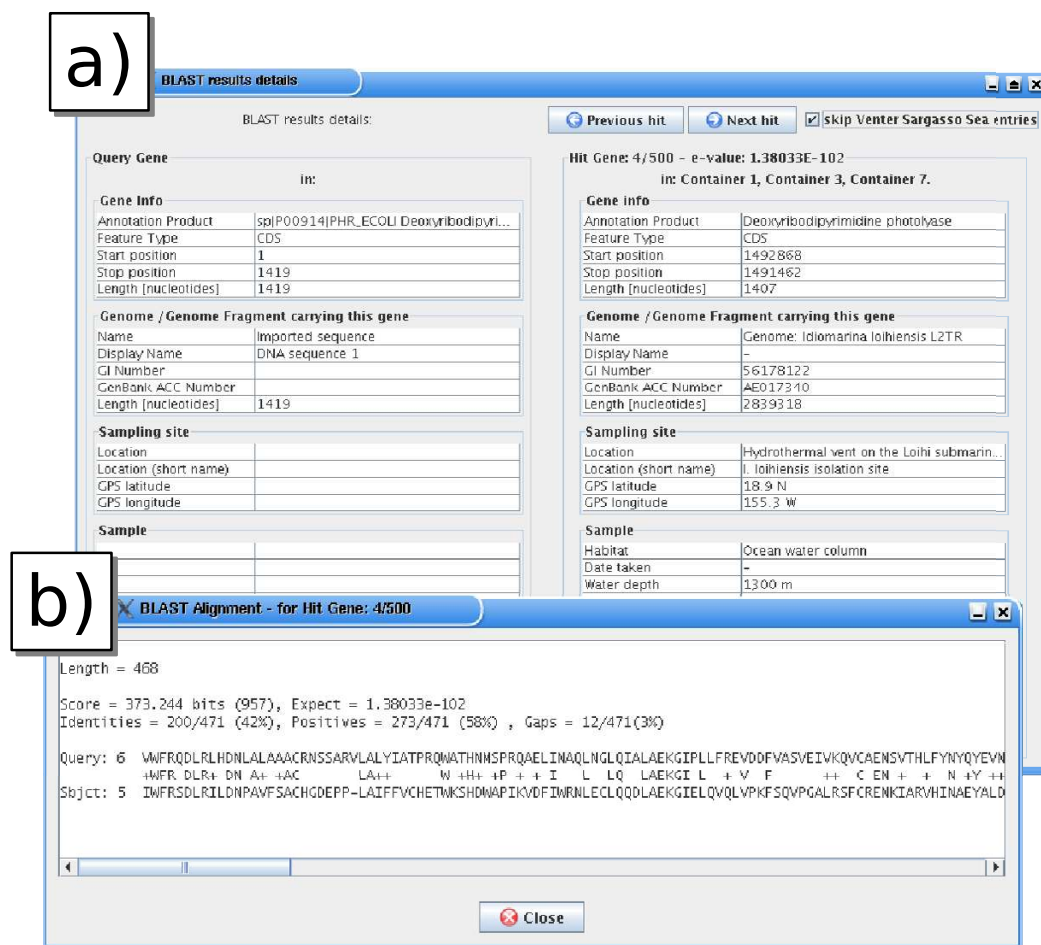 a)
BLAST results details
BLAST results details:
Previous hit
Next hit
skip Venter Sargasso Sea entries
Query Gene
in:
Gene Info
Annotation Product sp|P00914|PHR_ECOLI Deoxyribodipyri...
Feature Type CDS
Start position 1
Stop position 1419
Length [nucleotides] 1419
Genome /Genome Fragment carrying this gene
Name Imported sequence
Display Name DNA sequence 1
GI Number
GenBank ACC Number
Length [nucleotides] 1419
Sampling site
Location
Location (short name)
GPS latitude
GPS longitude
Sample
Hit Gene: 4/500 - e-value: 1.38033E-102
in: Container 1, Container 3, Container 7.
Gene info
Annotation Product Deoxyribodipyrimidine photolyase
Feature Type CDS
Start position 1492868
Stop position 1491462
Length [nucleotides] 1407
Genome /Genome Fragment carrying this gene
Name Genome: Idiomarina loihiensis L2TR
Display Name -
GI Number 56178122
GenBank ACC Number AE017340
Length [nucleotides] 2839318
Sampling site
Location Hydrothermal vent on the Loihi submarin...
Location (short name) I. loihiensis isolation site
GPS latitude 18.9 N
GPS longitude 155.3 W
Sample
Habitat Ocean water column
Date taken -
Water depth 1300 m
b)
BLAST Alignment - for Hit Gene: 4/500
Length = 468
Score = 373.244 bits (957), Expect = 1.38033e-102
Identities = 200/471 (42%), Positives = 273/471 (58%) , Gaps = 12/471(3%)
Query: 6 VWFRQDLRLHDNLALAAACRNSSARVLALYIATPRQWATHNMSPRQAELINAQLNGLQIALAEKGIPLLFREVDDFVASVEIVKQVCAENSVTHLFYNYQYEVN
+WFR DLR+ DN A+ +AC LA++ W +H+ +P + + I L LQ LAEKGI L + V F ++ C EN + + N +Y ++
Sbjct: 5 IWFRSDLRILDNPAVFSACHGDEPP-LAIFFVCHETWKSHDWAPIKVDFIWRNLECLQQDLAEKGIELQVQLVPKFSQVPGALRSFCRENKIARVHINAEYALD
Close